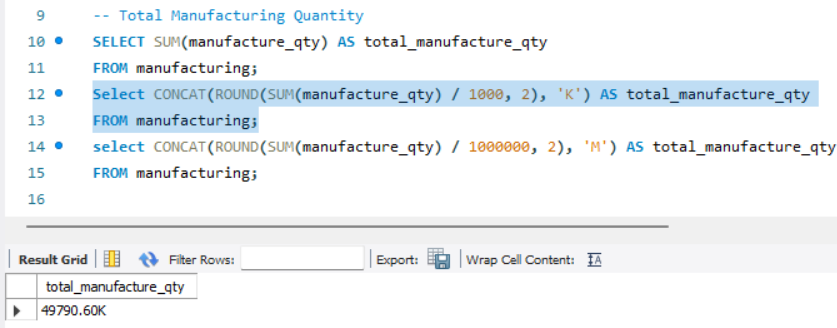 9 -- Total Manufacturing Quantity
10 SELECT SUM(manufacture_qty) AS total_manufacture_qty
11 FROM manufacturing;
12 Select CONCAT(ROUND(SUM(manufacture_qty) / 1000, 2), 'K') AS total_manufacture_qty
13 FROM manufacturing;
14 select CONCAT(ROUND(SUM(manufacture_qty) / 1000000, 2), 'M') AS total_manufacture_qty
15 FROM manufacturing;
16
Result Grid Filter Rows: Export: Wrap Cell Content: IA
total_manufacture_qty
49790.60K